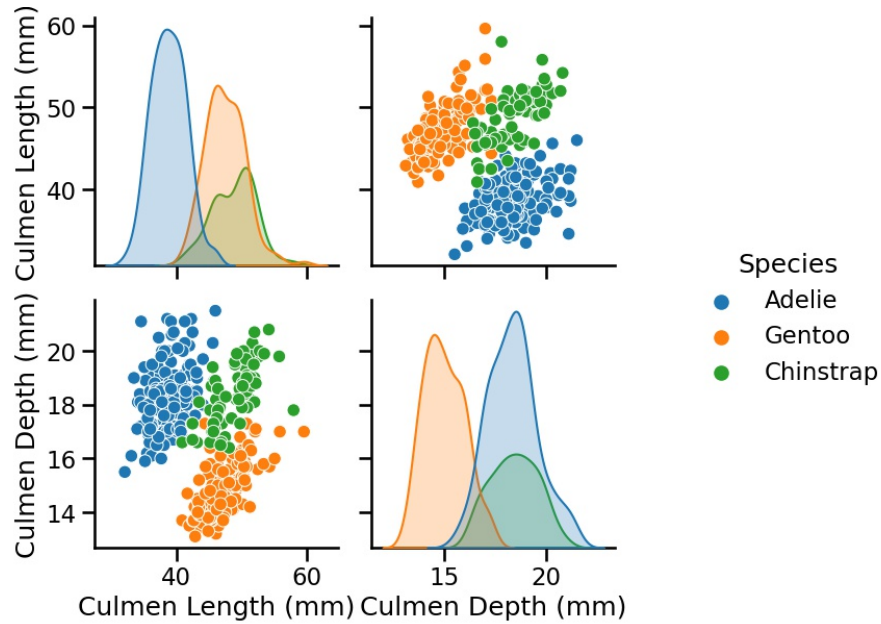 Culmen Length (mm)
60
50
40
Culmen Depth (mm)
20
18
16
14
40
60
Culmen Length (mm)
15
20
Culmen Depth (mm)
Species
Adelie
Gentoo
Chinstrap